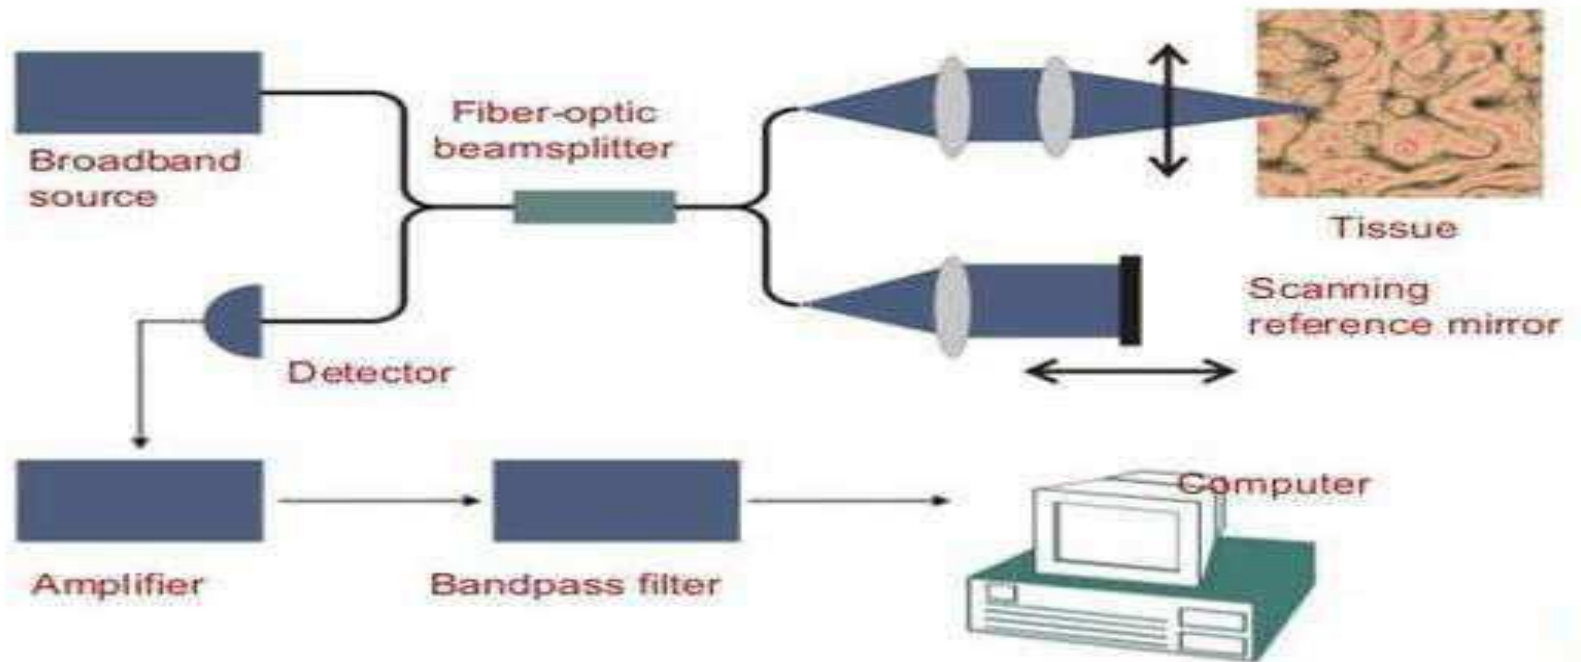 Broadband
source
Fiber-optic
beamsplitter
Tissue
Scanning
reference mirror
Detector
Computer
Amplifier
Bandpass filter